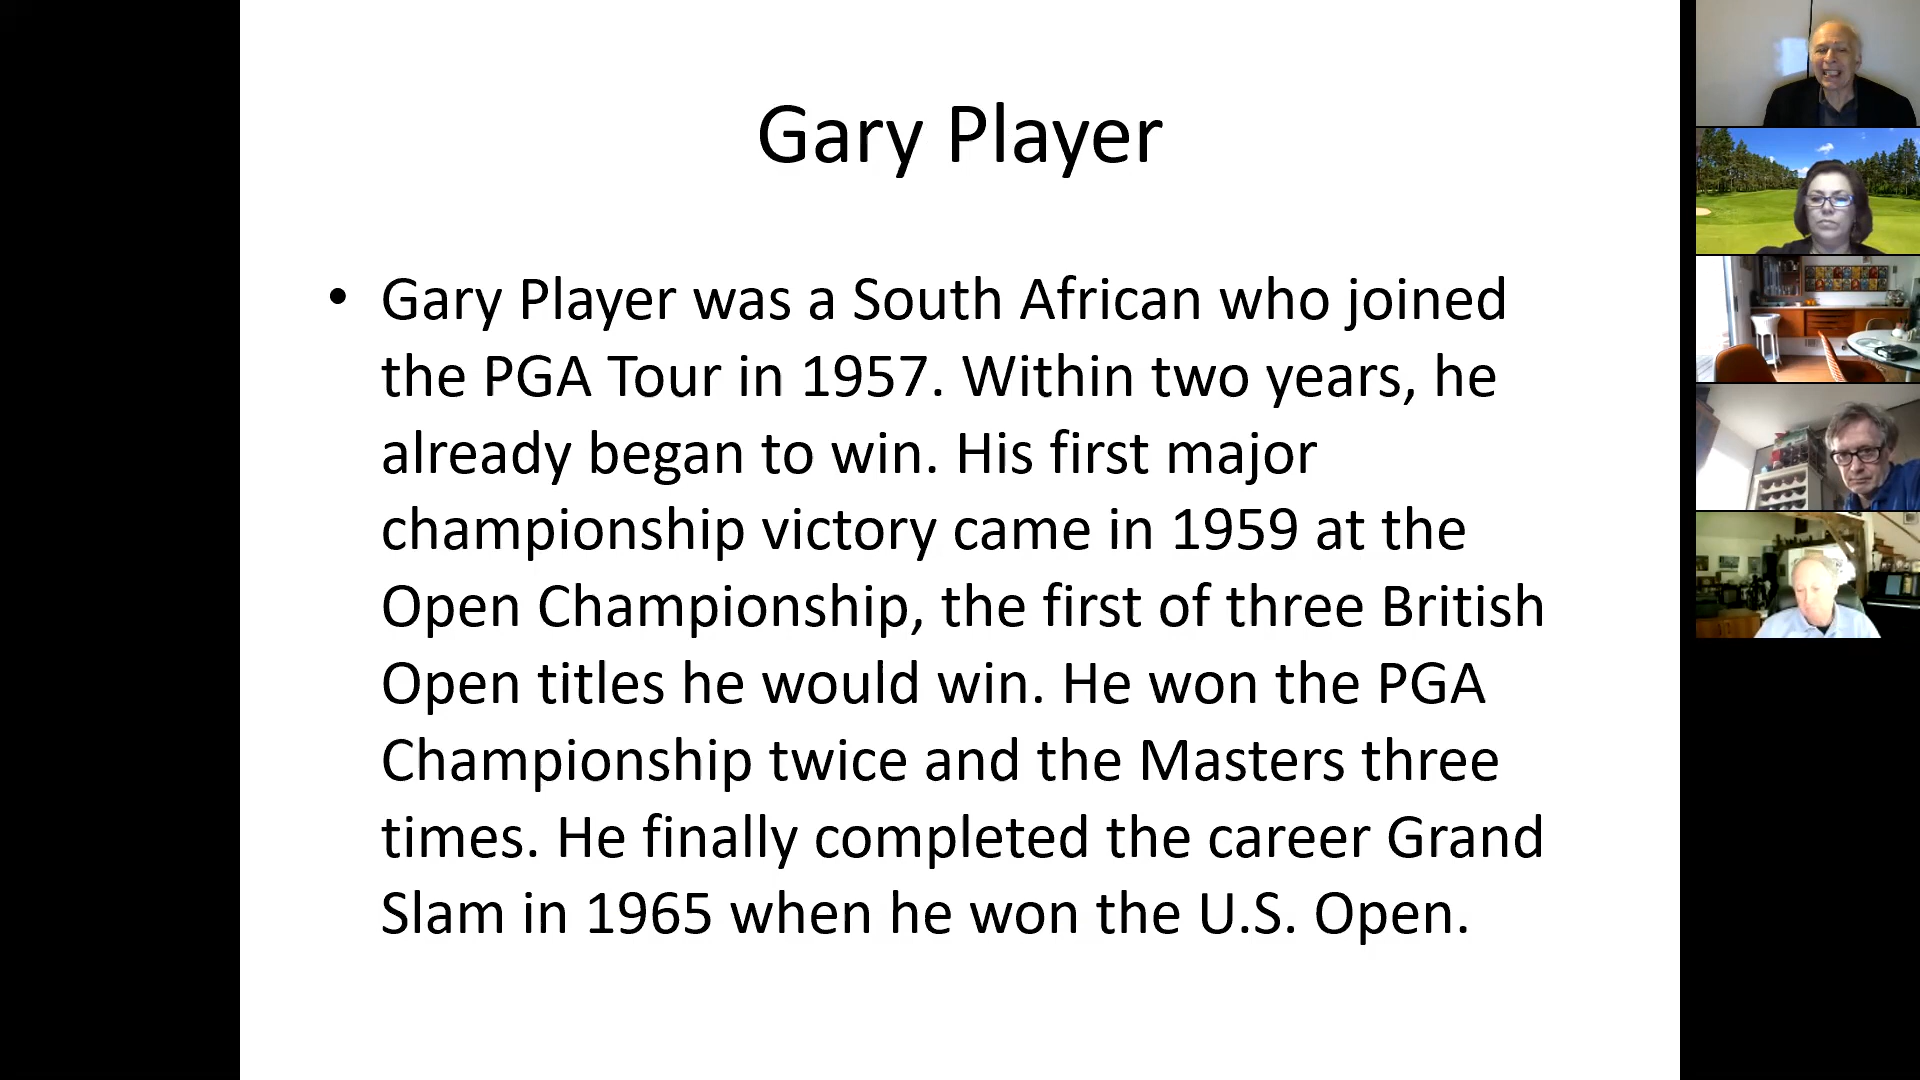 Gary Player
• Gary Player was a South African who joined
the PGA Tour in 1957. Within two years, he
already began to win. His first major
championship victory came in 1959 at the
Open Championship, the first of three British
Open titles he would win. He won the PGA
Championship twice and the Masters three
times. He finally completed the career Grand
Slam in 1965 when he won the U.S. Open.